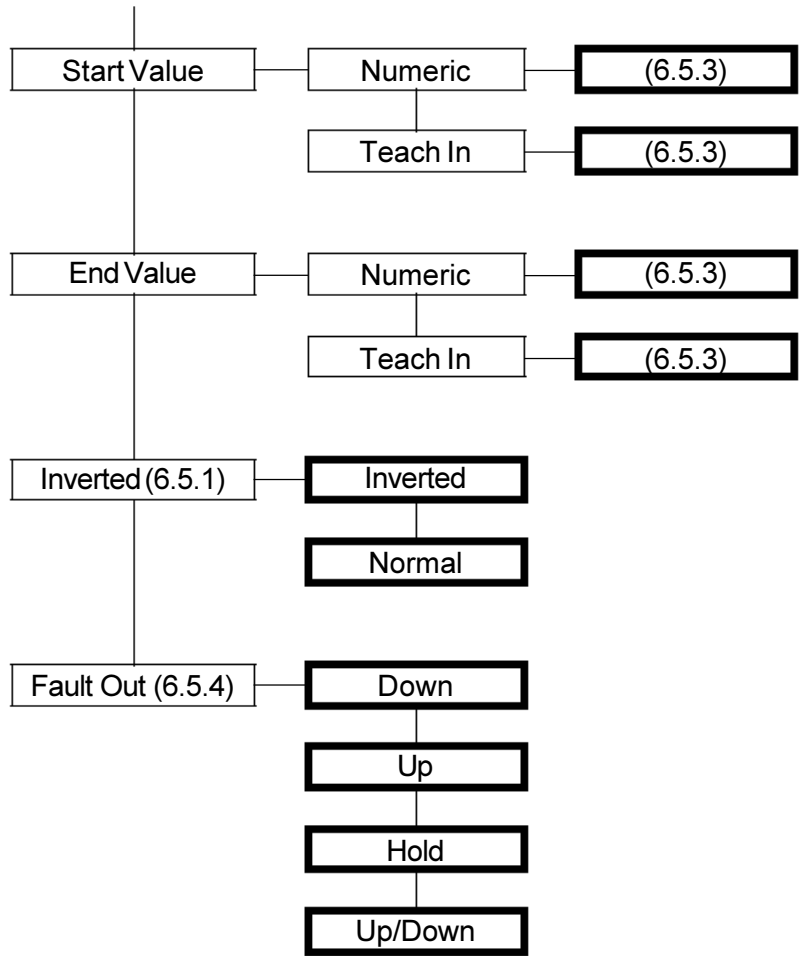 Start Value
Numeric
(6.5.3)
Teach In
(6.5.3)
End Value
Numeric
(6.5.3)
Teach In
(6.5.3)
Inverted (6.5.1)
Inverted
Normal
Fault Out (6.5.4)
Down
Up
Hold
Up/Down